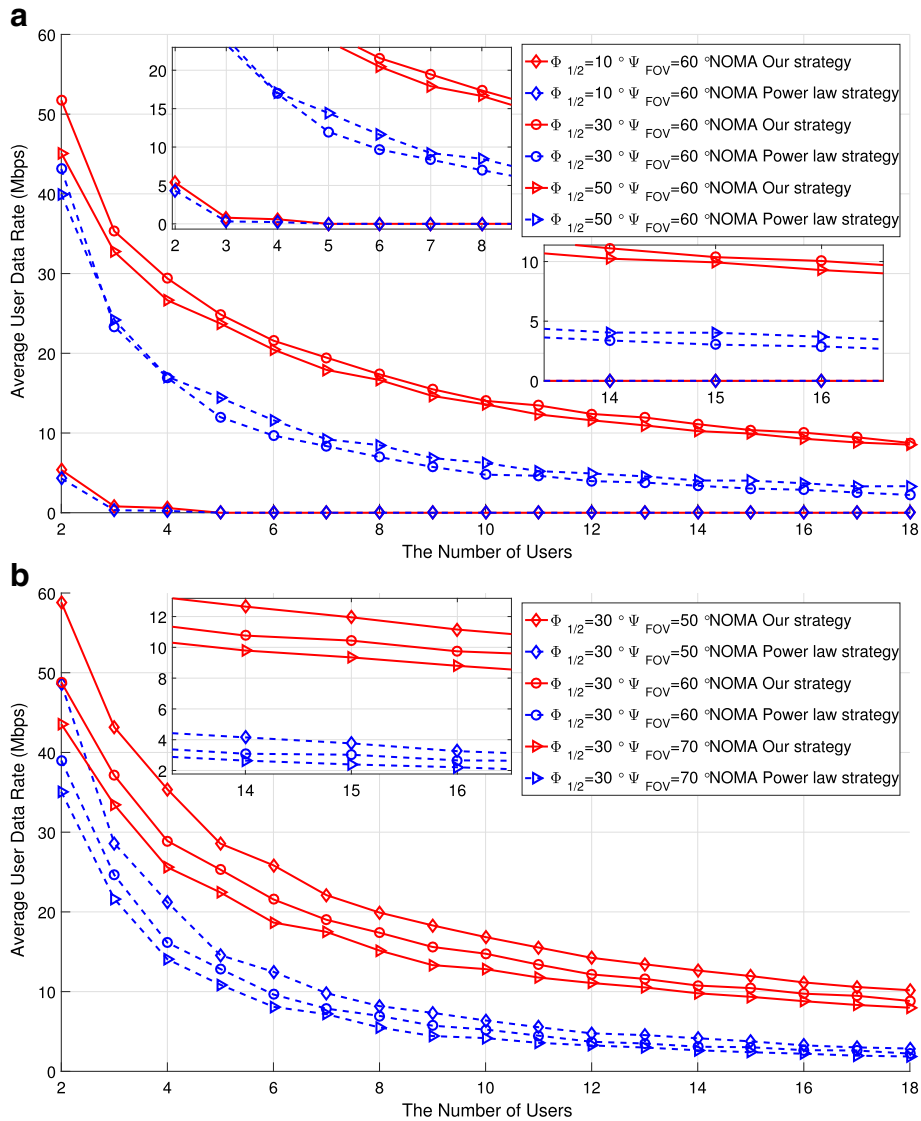 a
60
50
40
30
20
10
0
Average User Data Rate (Mbps)
2 4 6 8 10 12 14 16 18
The Number of Users
20
15
10
5
0
2 3 4 5 6 7 8
Φ 1/2=10 ° Ψ FOV=60 °NOMA Our strategy
Φ 1/2=10 ° Ψ FOV=60 °NOMA Power law strategy
Φ 1/2=30 ° Ψ FOV=60 °NOMA Our strategy
Φ 1/2=30 ° Ψ FOV=60 °NOMA Power law strategy
Φ 1/2=50 ° Ψ FOV=60 °NOMA Our strategy
Φ 1/2=50 ° Ψ FOV=60 °NOMA Power law strategy
10
5
0
14 15 16
b
60
50
40
30
20
10
0
Average User Data Rate (Mbps)
2 4 6 8 10 12 14 16 18
The Number of Users
12
10
8
6
4
2
14 15 16
Φ 1/2=30 ° Ψ FOV=50 °NOMA Our strategy
Φ 1/2=30 ° Ψ FOV=50 °NOMA Power law strategy
Φ 1/2=30 ° Ψ FOV=60 °NOMA Our strategy
Φ 1/2=30 ° Ψ FOV=60 °NOMA Power law strategy
Φ 1/2=30 ° Ψ FOV=70 °NOMA Our strategy
Φ 1/2=30 ° Ψ FOV=70 °NOMA Power law strategy